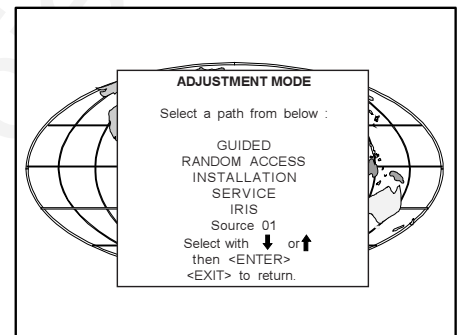 ADJUSTMENT MODE
Select a path from below :
GUIDED
RANDOM ACCESS
INSTALLATION
SERVICE
IRIS
Source 01
Select with ↓ or ↑
then <ENTER>
<EXIT> to return.